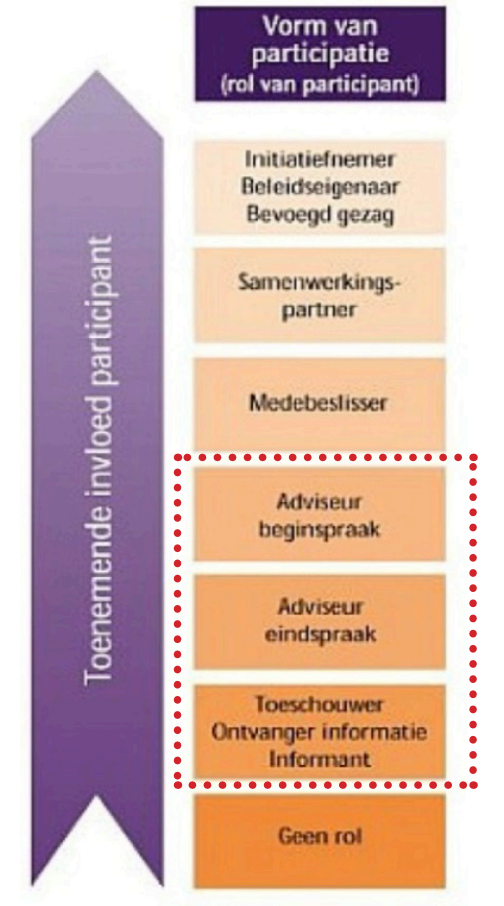 Vorm van
participatie
(rol van participant)
Toenemende invloed participant
Initiatiefnemer
Beleidseigenaar
Bevoegd gezag
Samenwerkings-
partner
Medebeslisser
Adviseur
beginspraak
Adviseur
eindspraak
Toeschouwer
Ontvanger informatie
Informant
Geen rol